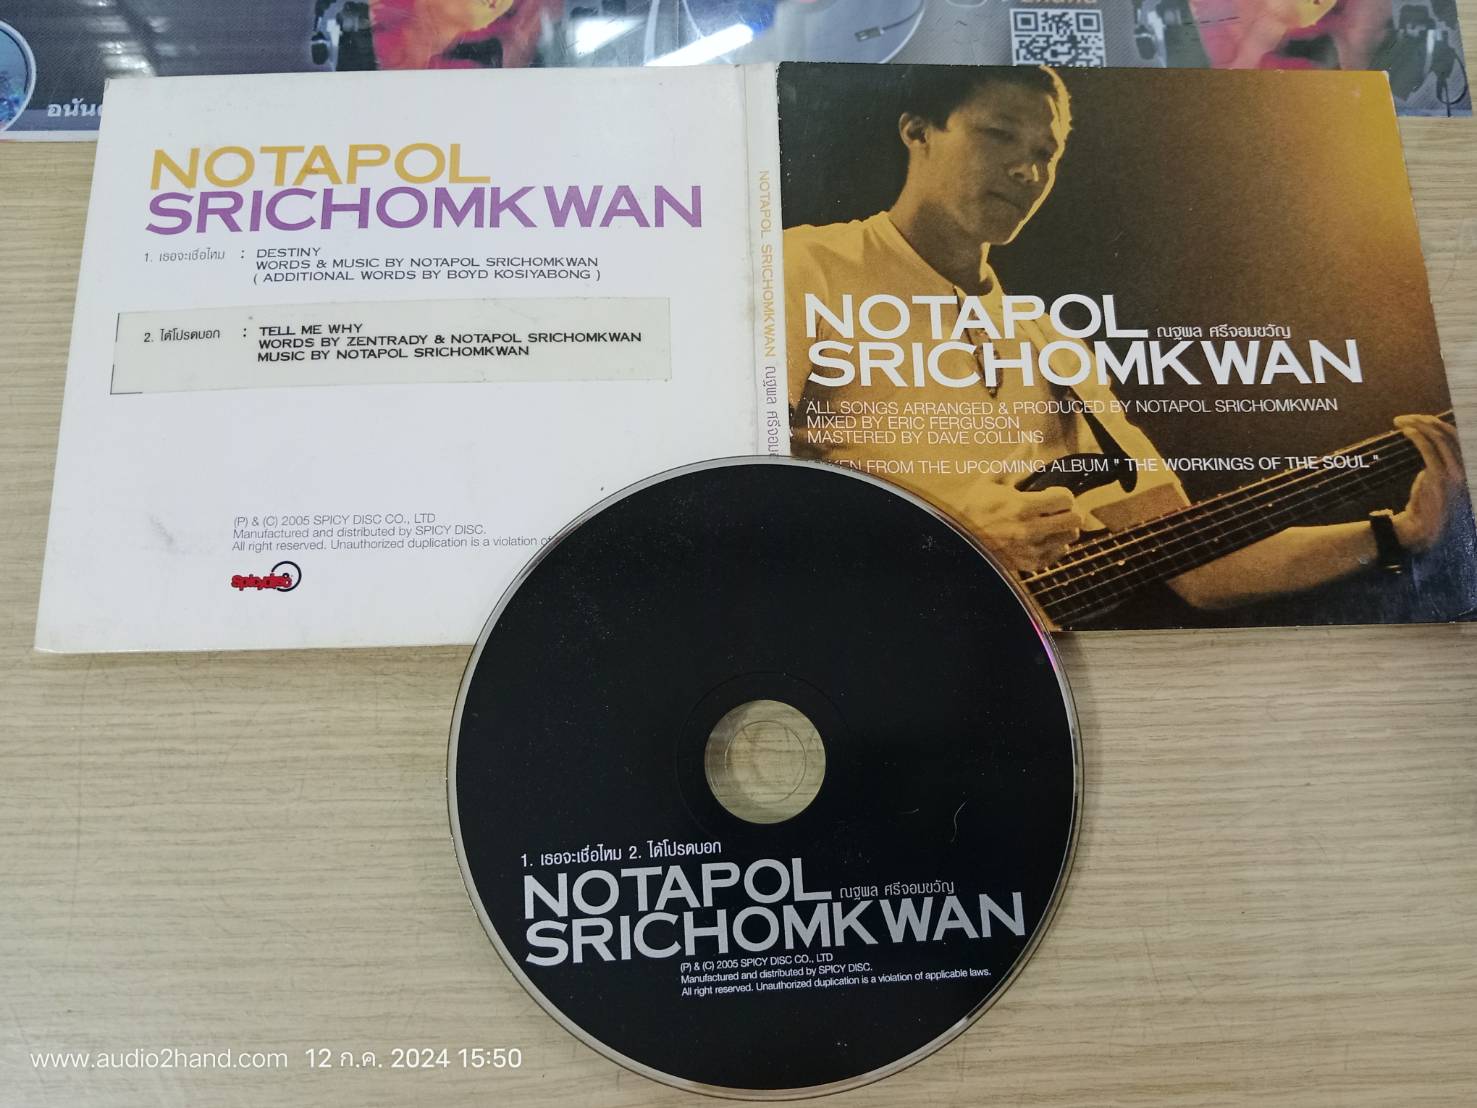 อนัน
NOTAPOL
SRICHOMKWAN
1. เธอจะเชื่อไหม : DESTINY
WORDS & MUSIC BY NOTAPOL SRICHOMKWAN
( ADDITIONAL WORDS BY BOYD KOSIYABONG )
2. ได้โปรดบอก : TELL ME WHY
WORDS BY ZENTRADY & NOTAPOL SRICHOMKWAN
MUSIC BY NOTAPOL SRICHOMKWAN
(P) & (C) 2005 SPICY DISC CO., LTD
Manufactured and distributed by SPICY DISC.
All right reserved. Unauthorized duplication is a violation of
Spicydisc
NOTAPOL SRICHOMKWAN ณฐพล ศรีจอม
NOTAPOL ณฐพล ศรีจอมขวัญ
SRICHOMKWAN
ALL SONGS ARRANGED & PRODUCED BY NOTAPOL SRICHOMKWAN
MIXED BY ERIC FERGUSON
MASTERED BY DAVE COLLINS
FROM THE UPCOMING ALBUM " THE WORKINGS OF THE SOUL "
1. เธอจะเชื่อไหม 2. ได้โปรดบอก
NOTAPOL ณฐพล ศรีจอมขวัญ
SRICHOMKWAN
(P) & (C) 2005 SPICY DISC CO., LTD
Manufactured and distributed by SPICY DISC.
All right reserved. Unauthorized duplication is a violation of applicable laws.
www.audio2hand.com 12 ก.ค. 2024 15:50